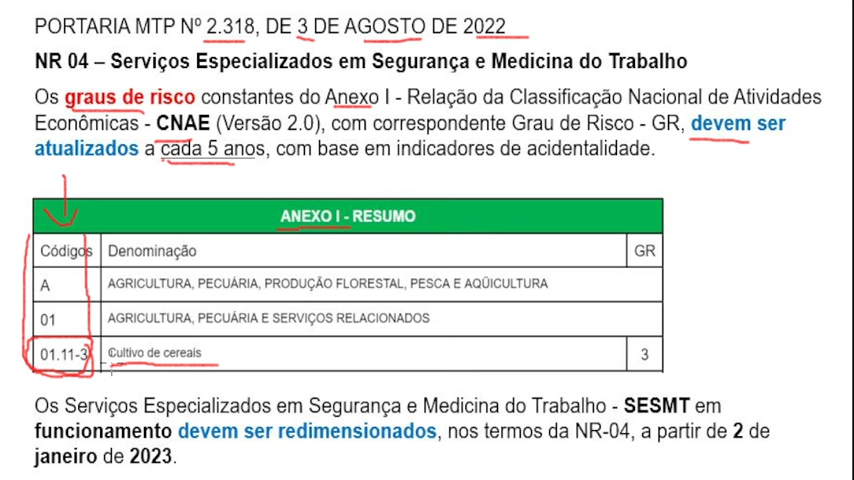 PORTARIA MTP Nº 2.318, DE 3 DE AGOSTO DE 2022
NR 04 – Serviços Especializados em Segurança e Medicina do Trabalho
Os graus de risco constantes do Anexo I - Relação da Classificação Nacional de Atividades
Econômicas - CNAE (Versão 2.0), com correspondente Grau de Risco - GR, devem ser
atualizados a cada 5 anos, com base em indicadores de acidentalidade.
ANEXO I - RESUMO
Códigos Denominação GR
A AGRICULTURA, PECUÁRIA, PRODUÇÃO FLORESTAL, PESCA E AQÜICULTURA
01 AGRICULTURA, PECUÁRIA E SERVIÇOS RELACIONADOS
01.11-3 Cultivo de cereais 3
Os Serviços Especializados em Segurança e Medicina do Trabalho - SESMT em
funcionamento devem ser redimensionados, nos termos da NR-04, a partir de 2 de
janeiro de 2023.